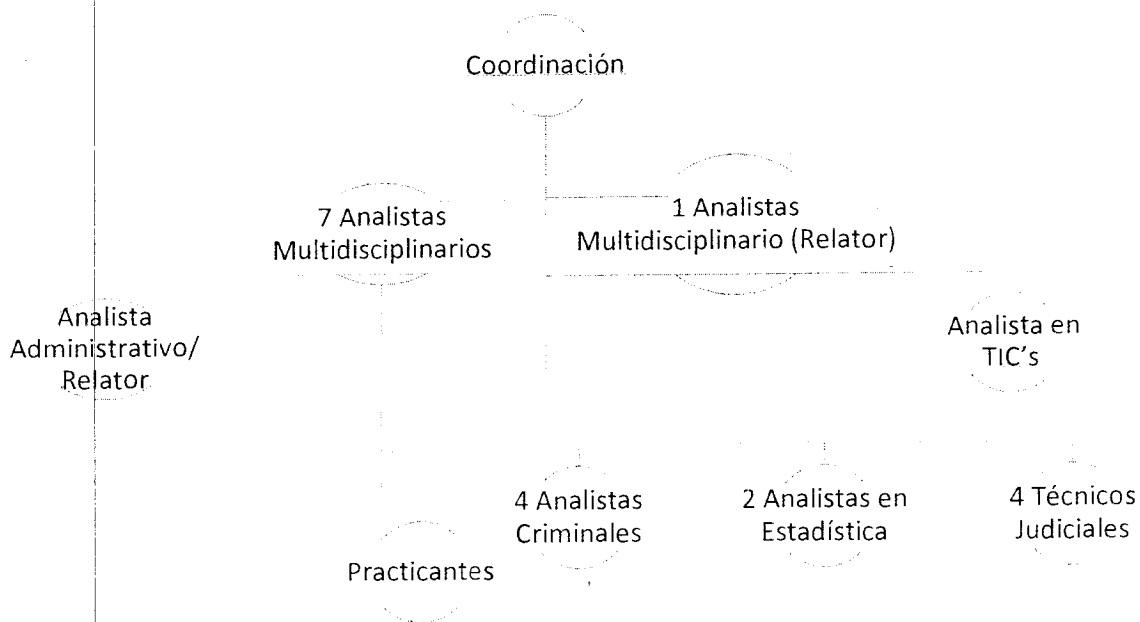 Coordinación
7 Analistas
Multidisciplinarios
1 Analistas
Multidisciplinario (Relator)
Analista
Administrativo/
Relator
Analista en
TIC's
4 Analistas
Criminales
2 Analistas en
Estadística
4 Técnicos
Judiciales
Practicantes